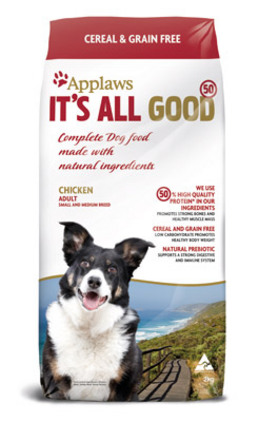 CEREAL & GRAIN FREE
Applaws
IT'S ALL GOOD 50
Complete Dog food
made with
natural ingredients
CHICKEN
ADULT
SMALL AND MEDIUM BREED
WE USE
50 % HIGH QUALITY
PROTEIN* IN OUR
INGREDIENTS
PROMOTES STRONG BONES AND
HEALTHY MUSCLE MASS
CEREAL AND GRAIN FREE
LOW CARBOHYDRATE PROMOTES
HEALTHY BODY WEIGHT
NATURAL PREBIOTIC
SUPPORTS A STRONG DIGESTIVE
AND IMMUNE SYSTEM